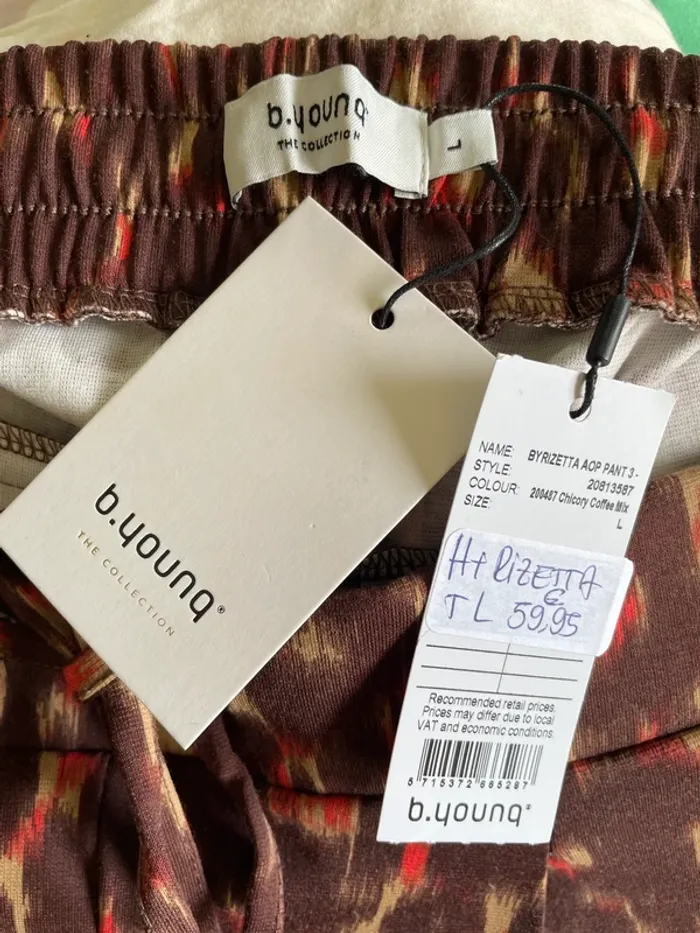 b.young
THE COLLECTION
L
b.young®
THE COLLECTION
NAME: BYRIZETTA AOP PANT 3 -
STYLE: 20813587
COLOUR: 200487 Chicory Coffee Mix
SIZE: L
H+ RIZETTA
TL 59,95 €
Recommended retail prices.
Prices may differ due to local
VAT and economic conditions.
5 715372 665287
b.young®